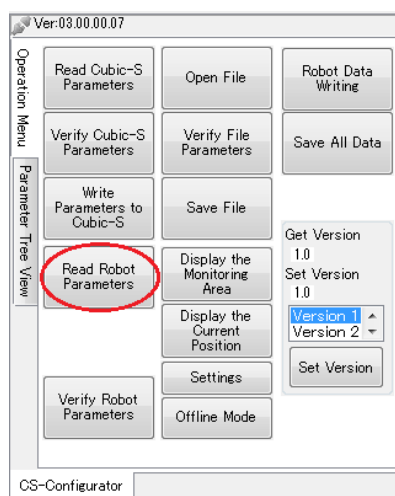 Ver:03.00.00.07
Operation Menu
Parameter Tree View
Read Cubic-S
Parameters
Open File
Robot Data
Writing
Verify Cubic-S
Parameters
Verify File
Parameters
Save All Data
Write
Parameters to
Cubic-S
Save File
Get Version
1.0
Set Version
1.0
Version 1
Version 2
Set Version
Read Robot
Parameters
Display the
Monitoring
Area
Display the
Current
Position
Settings
Verify Robot
Parameters
Offline Mode
CS-Configurator